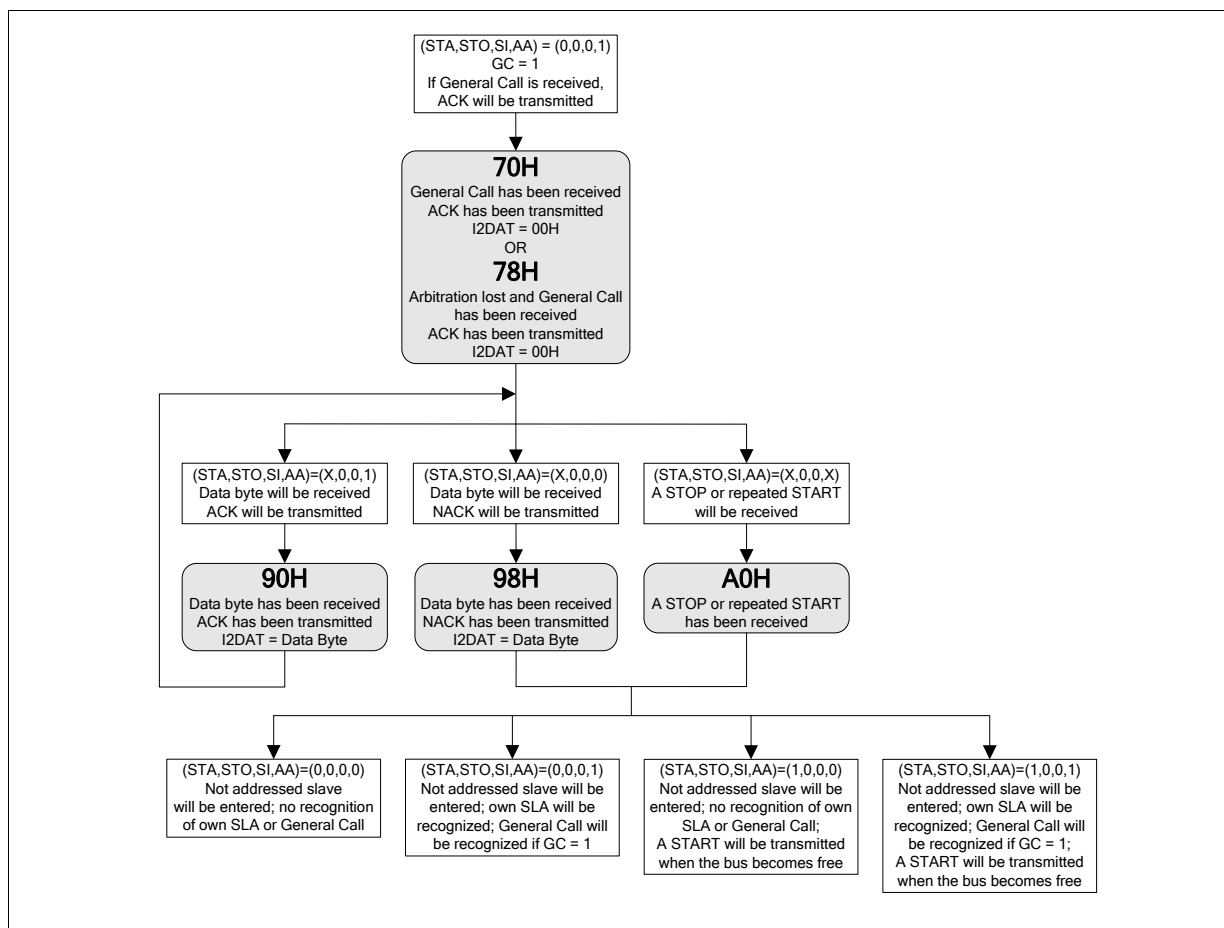 (STA,STO,SI,AA) = (0,0,0,1)
GC = 1
If General Call is received,
ACK will be transmitted
70H
General Call has been received
ACK has been transmitted
I2DAT = 00H
OR
78H
Arbitration lost and General Call
has been received
ACK has been transmitted
I2DAT = 00H
(STA,STO,SI,AA)=(X,0,0,1)
Data byte will be received
ACK will be transmitted
(STA,STO,SI,AA)=(X,0,0,0)
Data byte will be received
NACK will be transmitted
(STA,STO,SI,AA)=(X,0,0,X)
A STOP or repeated START
will be received
90H
Data byte has been received
ACK has been transmitted
I2DAT = Data Byte
98H
Data byte has been received
NACK has been transmitted
I2DAT = Data Byte
A0H
A STOP or repeated START
has been received
(STA,STO,SI,AA)=(0,0,0,0)
Not addressed slave
will be entered; no recognition
of own SLA or General Call
(STA,STO,SI,AA)=(0,0,0,1)
Not addressed slave will be
entered; own SLA will be
recognized; General Call will
be recognized if GC = 1
(STA,STO,SI,AA)=(1,0,0,0)
Not addressed slave will be
entered; no recognition of own
SLA or General Call;
A START will be transmitted
when the bus becomes free
(STA,STO,SI,AA)=(1,0,0,1)
Not addressed slave will be
entered; own SLA will be
recognized; General Call will
be recognized if GC = 1;
A START will be transmitted
when the bus becomes free